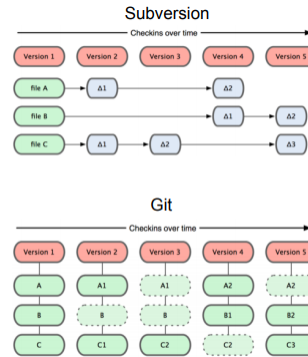 Subversion
Checkins over time
Version 1 Version 2 Version 3 Version 4 Version 5
file A Δ1 Δ2
file B Δ1 Δ2
file C Δ1 Δ2 Δ3
Git
Checkins over time
Version 1 Version 2 Version 3 Version 4 Version 5
A A1 A1 A2 A2
B B B B1 B2
C C1 C2 C2 C3